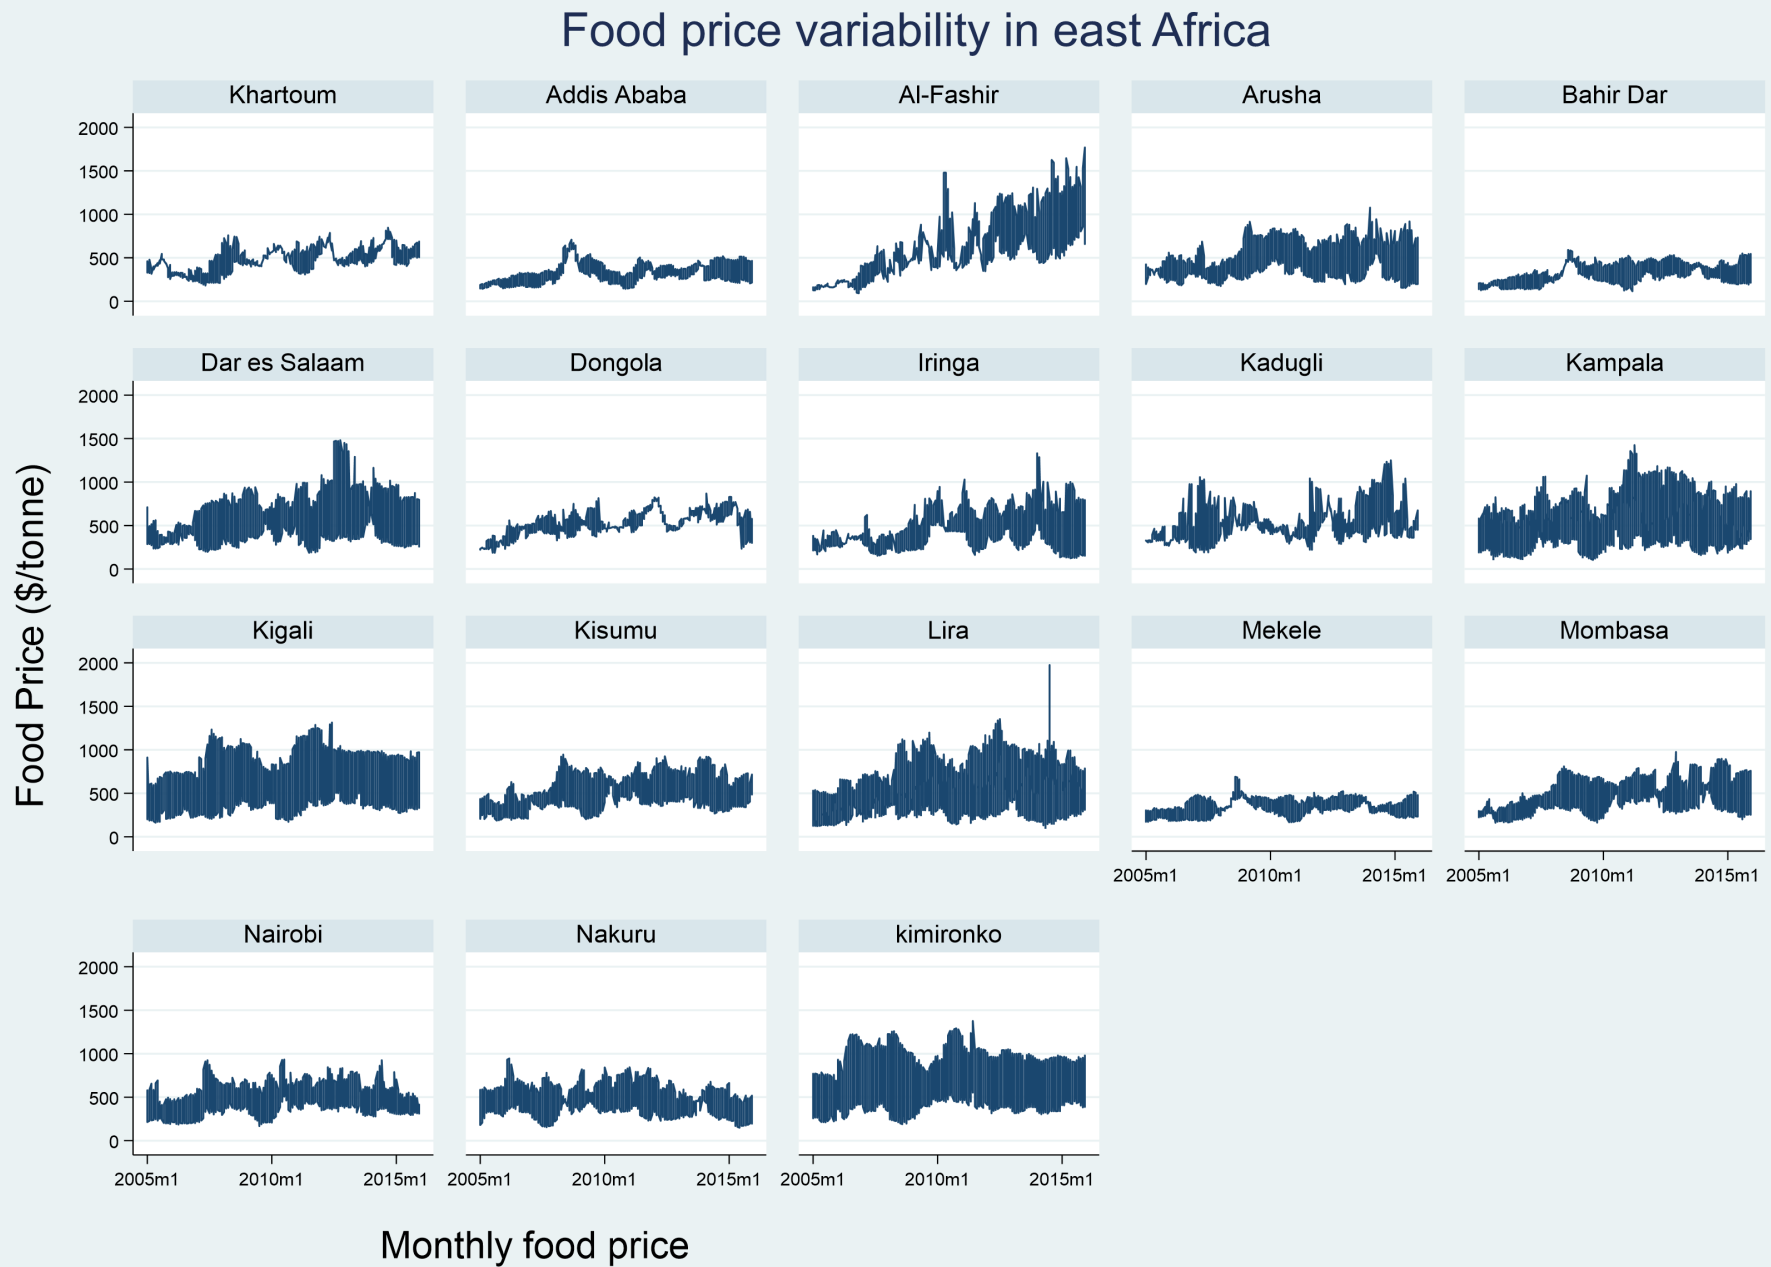 Food price variability in east Africa
Khartoum Addis Ababa Al-Fashir Arusha Bahir Dar
2000
1500
1000
500
0
Dar es Salaam Dongola Iringa Kadugli Kampala
2000
1500
1000
500
0
Food Price ($/tonne)
Kigali Kisumu Lira Mekele Mombasa
2000
1500
1000
500
0
2005m1 2010m1 2015m1 2005m1 2010m1 2015m1
Nairobi Nakuru kimironko
2000
1500
1000
500
0
2005m1 2010m1 2015m1 2005m1 2010m1 2015m1 2005m1 2010m1 2015m1
Monthly food price